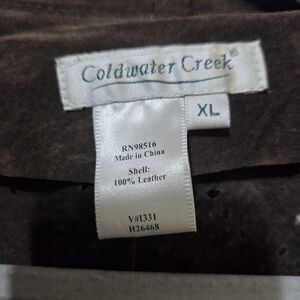 Coldwater Creek®
XL
RN98516
Made in China
Shell:
100% Leather
V#1331
H26468